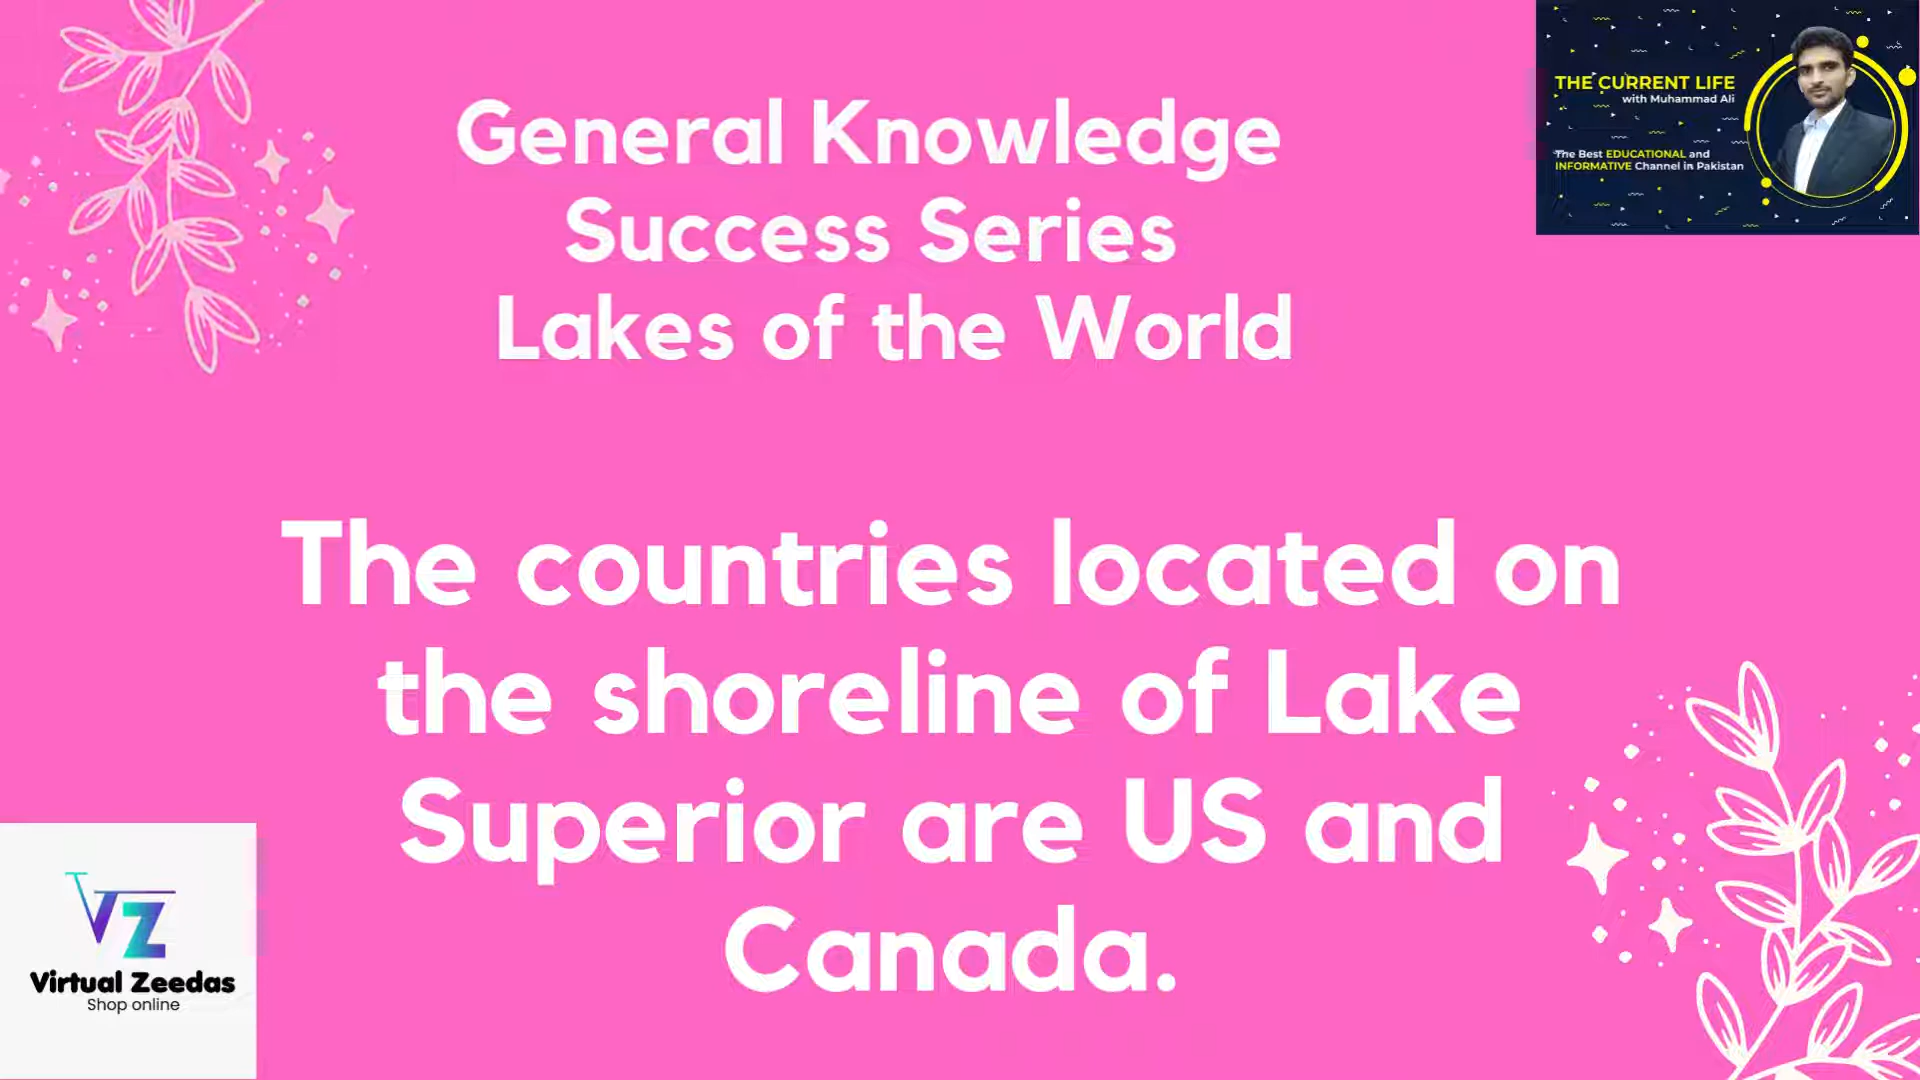 General Knowledge
Success Series
Lakes of the World
THE CURRENT LIFE
with Muhammad Ali
The Best EDUCATIONAL and
INFORMATIVE Channel in Pakistan
The countries located on
the shoreline of Lake
Superior are US and
Canada.
VZ
Virtual Zeedas
Shop online